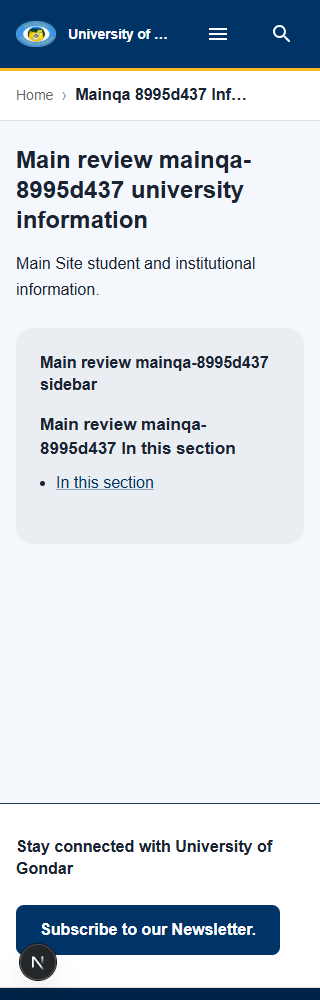 University of ...
Home › Mainqa 8995d437 Inf...
Main review mainqa-
8995d437 university
information
Main Site student and institutional
information.
Main review mainqa-8995d437
sidebar
Main review mainqa-
8995d437 In this section
• In this section
Stay connected with University of
Gondar
Subscribe to our Newsletter.
N